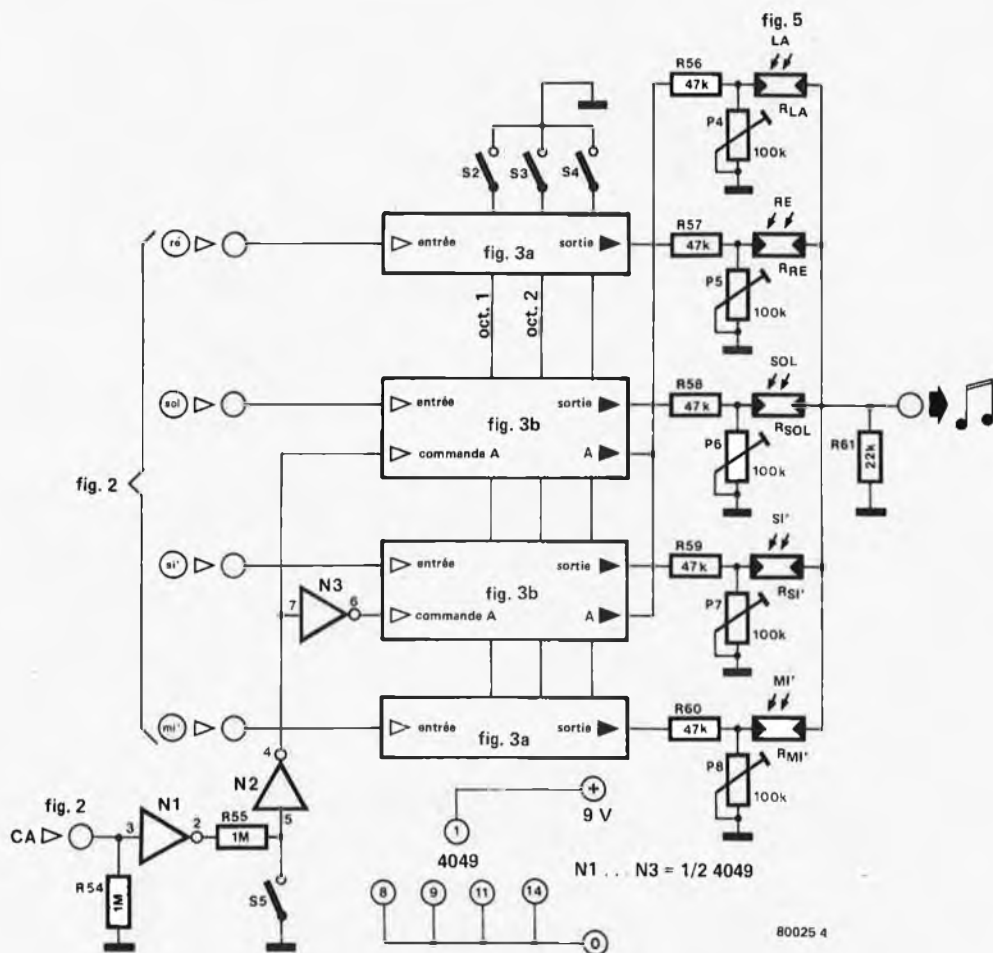 fig. 5
LA
R56
47k
RLA
P4
100k
S2
S3
S4
ré
entrée
sortie
fig. 3a
R57
47k
RE
RRE
P5
100k
oct. 1
oct. 2
sol
entrée
sortie
fig. 3b
commande A
A
R58
47k
SOL
RSOL
P6
100k
R61
22k
fig. 2
si'
entrée
sortie
fig. 3b
commande A
A
N3
7
6
R59
47k
SI'
RSI'
P7
100k
mi'
entrée
sortie
fig. 3a
R60
47k
MI'
RMI'
P8
100k
4
N2
5
fig. 2
CA
3
N1
2
R55
1M
R54
1M
S5
+
9 V
1
4049
8
9
11
14
0
N1 . . N3 = 1/2 4049
80025 4